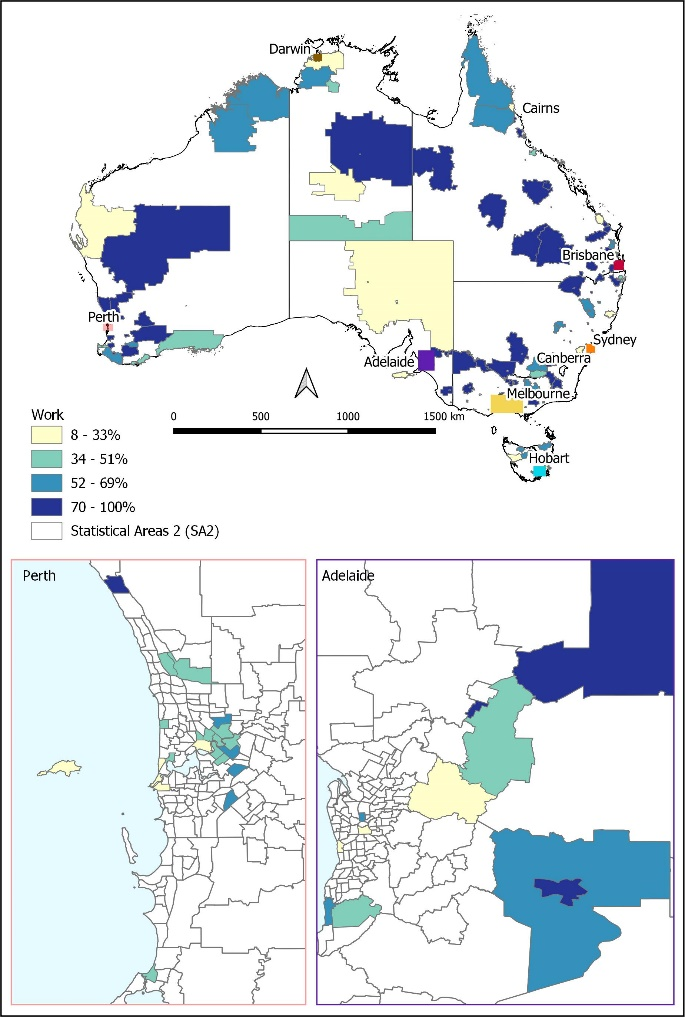 Darwin
Cairns
Brisbane
Perth
Sydney
Adelaide
Canberra
Melbourne
Hobart
Work
8 - 33%
34 - 51%
52 - 69%
70 - 100%
Statistical Areas 2 (SA2)
0 500 1000 1500 km
Perth
Adelaide